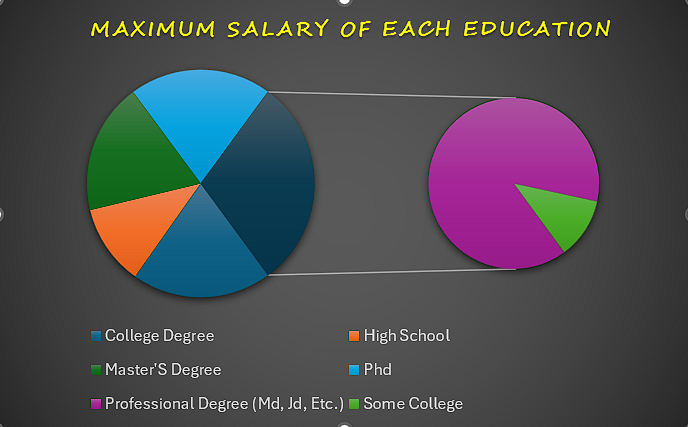 MAXIMUM SALARY OF EACH EDUCATION
College Degree
High School
Master'S Degree
Phd
Professional Degree (Md, Jd, Etc.)
Some College